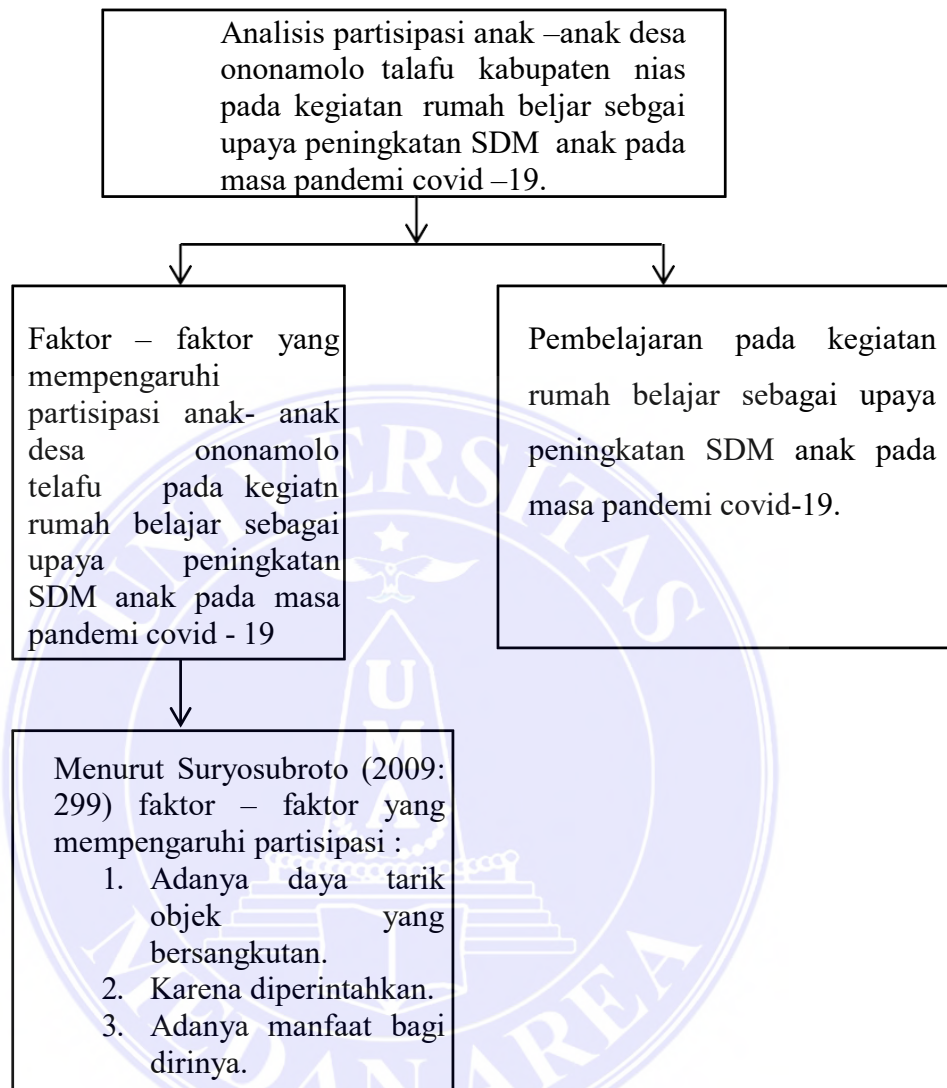 Analisis partisipasi anak –anak desa
ononamolo talafu kabupaten nias
pada kegiatan rumah beljar sebgai
upaya peningkatan SDM anak pada
masa pandemi covid –19.
Faktor – faktor yang
mempengaruhi
partisipasi anak- anak
desa ononamolo
telafu pada kegiatn
rumah belajar sebagai
upaya peningkatan
SDM anak pada masa
pandemi covid - 19
Pembelajaran pada kegiatan
rumah belajar sebagai upaya
peningkatan SDM anak pada
masa pandemi covid-19.
Menurut Suryosubroto (2009:
299) faktor – faktor yang
mempengaruhi partisipasi :
1. Adanya daya tarik
objek yang
bersangkutan.
2. Karena diperintahkan.
3. Adanya manfaat bagi
dirinya.
UNIVERSITAS
MEDAN AREA
U
M
A